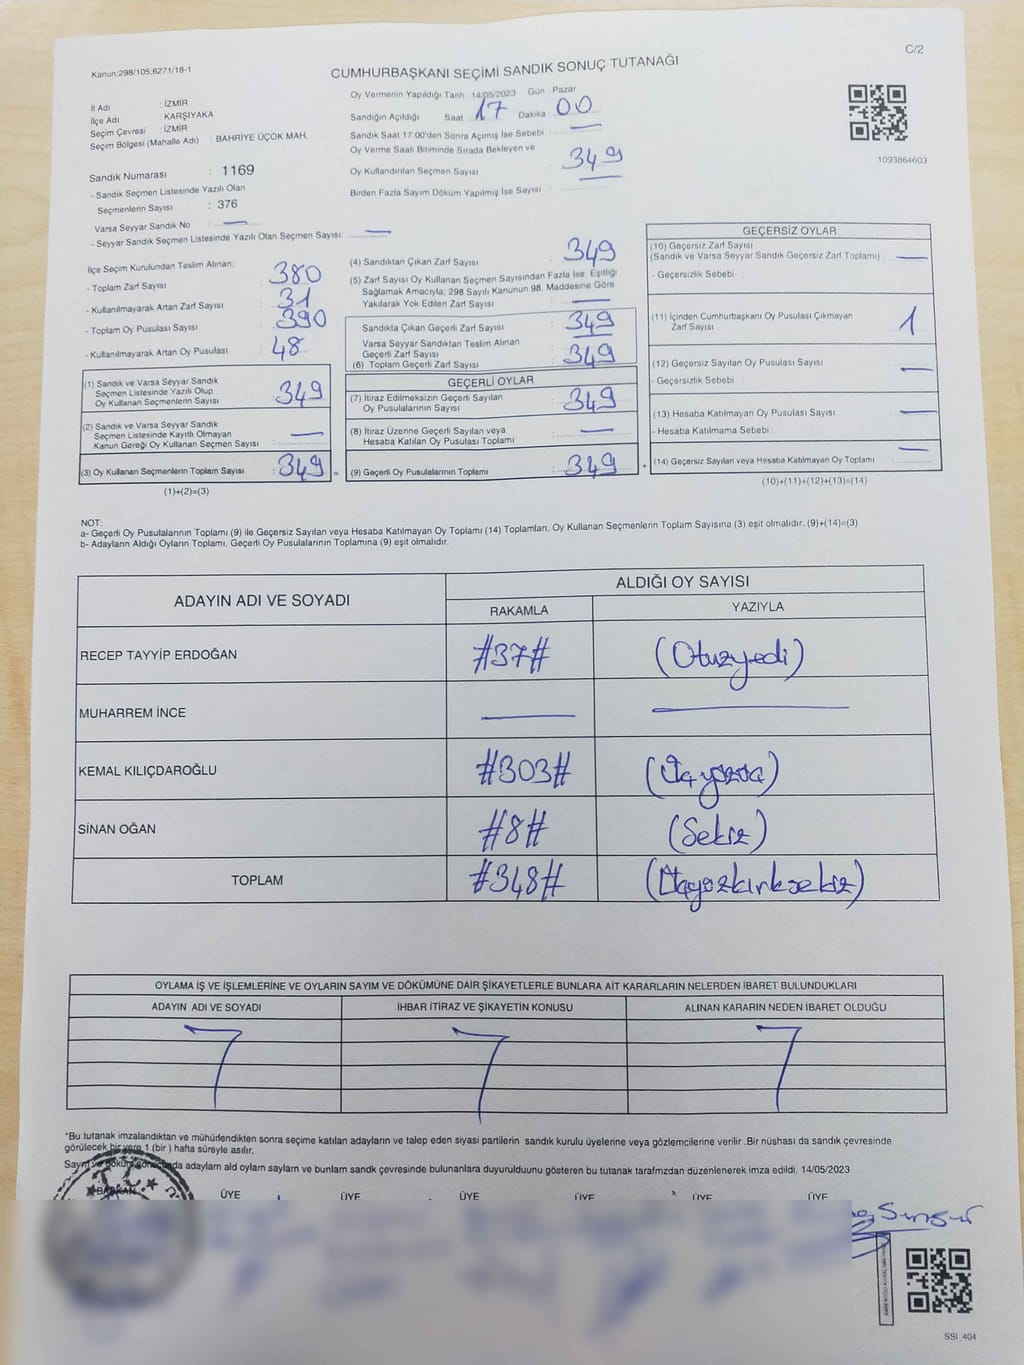 C/2
Kanun:298/105;6271/18-1
CUMHURBAŞKANI SEÇİMİ SANDIK SONUÇ TUTANAĞI
İl Adı : İZMİR
İlçe Adı : KARŞIYAKA
Seçim Çevresi : İZMİR
Seçim Bölgesi (Mahalle Adı) : BAHRİYE ÜÇOK MAH.
Sandık Numarası : 1169
- Sandık Seçmen Listesinde Yazılı Olan
Seçmenlerin Sayısı : 376
Varsa Seyyar Sandık No : —
- Seyyar Sandık Seçmen Listesinde Yazılı Olan Seçmen Sayısı: —
Oy Vermenin Yapıldığı Tarih 14/05/2023 Gün : Pazar
Sandığın Açıldığı Saat 17 Dakika 00
Sandık Saat 17:00'den Sonra Açımış İse Sebebi : —
Oy Verme Saati Bitiminde Sırada Bekleyen ve
Oy Kullandırılan Seçmen Sayısı : 349
Birden Fazla Sayım Döküm Yapılmış İse Sayısı :
1093864603
İlçe Seçim Kurulundan Teslim Alınan:
- Toplam Zarf Sayısı : 380
- Kullanılmayarak Artan Zarf Sayısı : 31
- Toplam Oy Pusulası Sayısı : 390
- Kullanılmayarak Artan Oy Pusulası : 48
(1) Sandık ve Varsa Seyyar Sandık
Seçmen Listesinde Yazılı Olup
Oy Kullanan Seçmenlerin Sayısı : 349
(2) Sandık ve Varsa Seyyar Sandık
Seçmen Listesinde Kayıtlı Olmayan
Kanun Gereği Oy Kullanan Seçmen Sayısı : —
(3) Oy Kullanan Seçmenlerin Toplam Sayısı : 349 =
(1)+(2)=(3)
(4) Sandıktan Çıkan Zarf Sayısı : 349
(5) Zarf Sayısı Oy Kullanan Seçmen Sayısından Fazla İse, Eşitliği
Sağlamak Amacıyla; 298 Sayılı Kanunun 98. Maddesine Göre
Yakılarak Yok Edilen Zarf Sayısı : —
Sandıkta Çıkan Geçerli Zarf Sayısı : 349
Varsa Seyyar Sandıktan Teslim Alınan
Geçerli Zarf Sayısı
(6) Toplam Geçerli Zarf Sayısı : 349
GEÇERLİ OYLAR
(7) İtiraz Edilmeksizin Geçerli Sayılan
Oy Pusulalarının Sayısı : 349
(8) İtiraz Üzerine Geçerli Sayılan veya
Hesaba Katılan Oy Pusulası Toplamı : —
(9) Geçerli Oy Pusulalarının Toplamı : 349 +
GEÇERSİZ OYLAR
(10) Geçersiz Zarf Sayısı
(Sandık ve Varsa Seyyar Sandık Geçersiz Zarf Toplamı) : —
- Geçersizlik Sebebi :
(11) İçinden Cumhurbaşkanı Oy Pusulası Çıkmayan
Zarf Sayısı : 1
(12) Geçersiz Sayılan Oy Pusulası Sayısı : —
- Geçersizlik Sebebi :
(13) Hesaba Katılmayan Oy Pusulası Sayısı : —
- Hesaba Katılmama Sebebi :
(14) Geçersiz Sayılan veya Hesaba Katılmayan Oy Toplamı : —
(10)+(11)+(12)+(13)=(14)
NOT:
a- Geçerli Oy Pusulalarının Toplamı (9) ile Geçersiz Sayılan veya Hesaba Katılmayan Oy Toplamı (14) Toplamları, Oy Kullanan Seçmenlerin Toplam Sayısına (3) eşit olmalıdır. (9)+(14)=(3)
b- Adayların Aldığı Oyların Toplamı, Geçerli Oy Pusulalarının Toplamına (9) eşit olmalıdır.
ADAYIN ADI VE SOYADI
ALDIĞI OY SAYISI
RAKAMLA YAZIYLA
RECEP TAYYİP ERDOĞAN #37# (Otuzyedi)
MUHARREM İNCE — —
KEMAL KILIÇDAROĞLU #303# (Üçyüzüç)
SİNAN OĞAN #8# (Sekiz)
TOPLAM #348# (Üçyüzkırksekiz)
OYLAMA İŞ VE İŞLEMLERİNE VE OYLARIN SAYIM VE DÖKÜMÜNE DAİR ŞİKAYETLERLE BUNLARA AİT KARARLARIN NELERDEN İBARET BULUNDUKLARI
ADAYIN ADI VE SOYADI İHBAR İTİRAZ VE ŞİKAYETİN KONUSU ALINAN KARARIN NEDEN İBARET OLDUĞU
*Bu tutanak imzalandıktan ve mühürlendikten sonra seçime katılan adayların ve talep eden siyasi partilerin sandık kurulu üyelerine veya gözlemcilerine verilir .Bir nüshası da sandık çevresinde
görülecek bir yere 1 (bir ) hafta süreyle asılır.
Sayım ve döküm sonucunda adayların aldı oyların sayıların ve bunların sandk çevresinde bulunanlara duyurulduunu gösteren bu tutanak tarafmzdan düzenlenerek imza edildi. 14/05/2023
T.C.
BAŞKAN ÜYE ÜYE ÜYE ÜYE ÜYE ÜYE
SSI_404